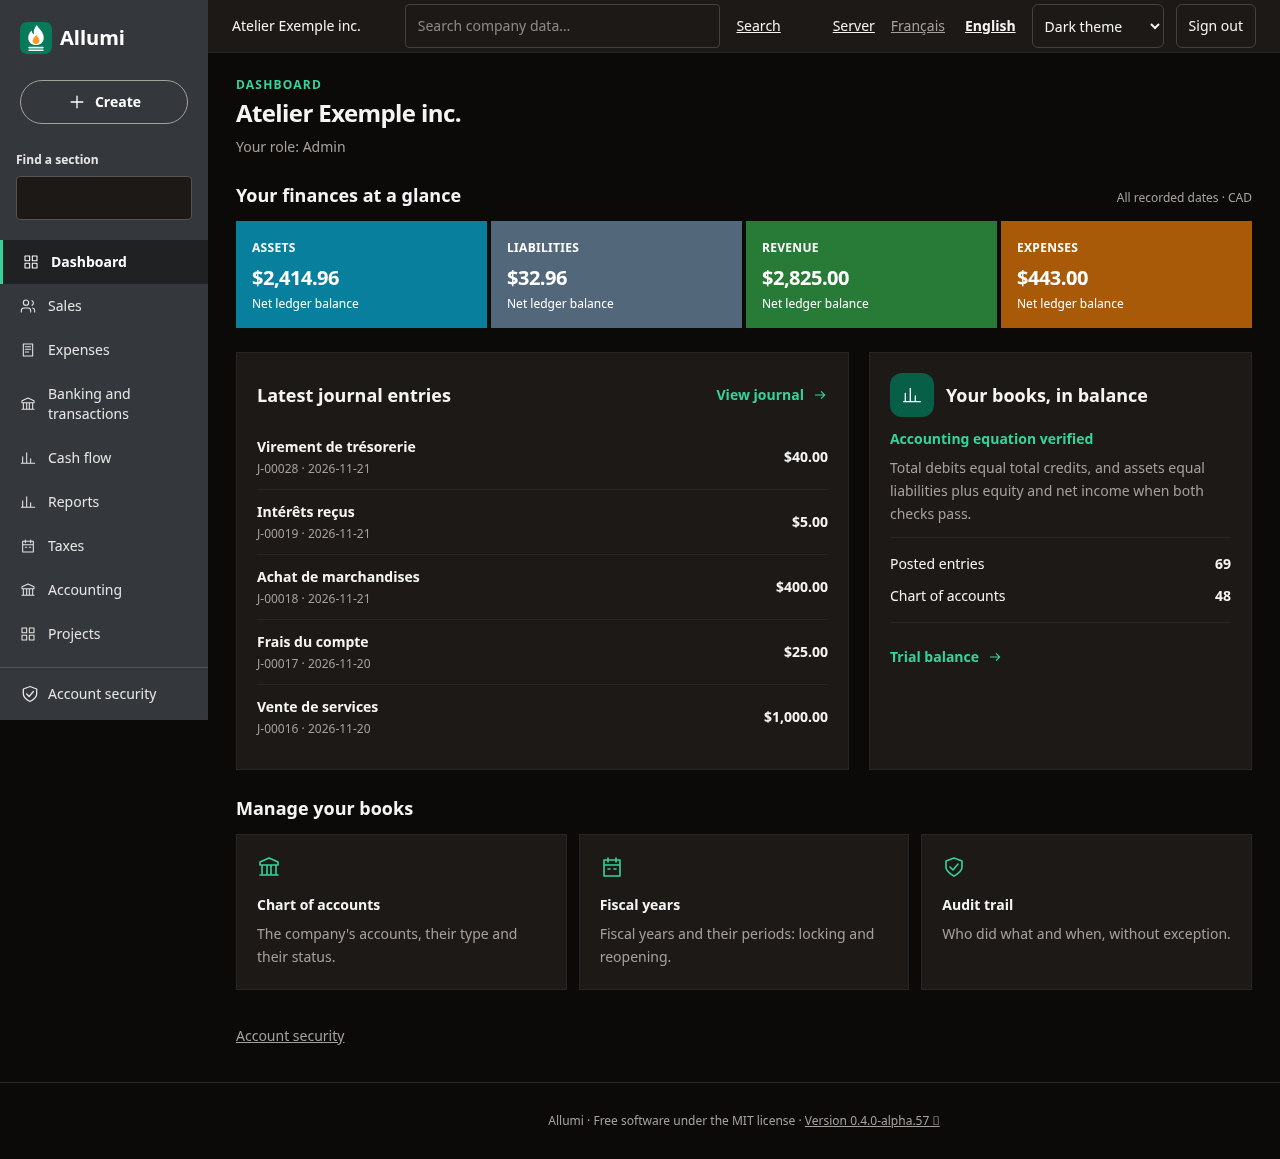 Allumi
Create
Find a section
Dashboard
Sales
Expenses
Banking and
transactions
Cash flow
Reports
Taxes
Accounting
Projects
Account security
Atelier Exemple inc.
Search company data...
Search
Server
Français
English
Dark theme
Sign out
DASHBOARD
Atelier Exemple inc.
Your role: Admin
Your finances at a glance
All recorded dates · CAD
ASSETS
$2,414.96
Net ledger balance
LIABILITIES
$32.96
Net ledger balance
REVENUE
$2,825.00
Net ledger balance
EXPENSES
$443.00
Net ledger balance
Latest journal entries
View journal →
Virement de trésorerie
J-00028 · 2026-11-21
$40.00
Intérêts reçus
J-00019 · 2026-11-21
$5.00
Achat de marchandises
J-00018 · 2026-11-21
$400.00
Frais du compte
J-00017 · 2026-11-20
$25.00
Vente de services
J-00016 · 2026-11-20
$1,000.00
Your books, in balance
Accounting equation verified
Total debits equal total credits, and assets equal
liabilities plus equity and net income when both
checks pass.
Posted entries 69
Chart of accounts 48
Trial balance →
Manage your books
Chart of accounts
The company's accounts, their type and
their status.
Fiscal years
Fiscal years and their periods: locking and
reopening.
Audit trail
Who did what and when, without exception.
Account security
Allumi · Free software under the MIT license · Version 0.4.0-alpha.57